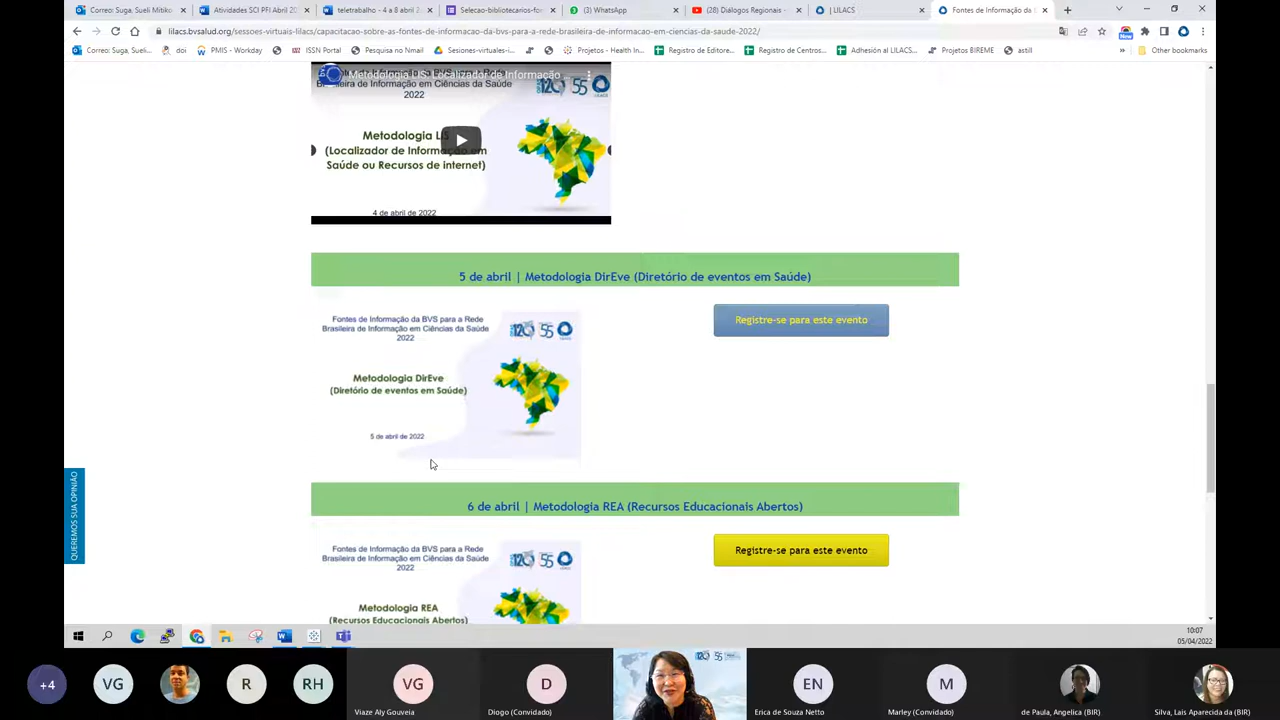 Correo: Suga, Sueli Mitiko
Atividades SCI PFI Abril 20
teletrabalho - 4 a 8 abril 2
Selecao-bibliotecarios-fo
(3) WhatsApp
(28) Diálogos Regionais -
| LILACS
Fontes de Informação da
lilacs.bvsalud.org/sessoes-virtuais-lilacs/capacitacao-sobre-as-fontes-de-informacao-da-bvs-para-a-rede-brasileira-de-informacao-em-ciencias-da-saude-2022/
New
Correo: Suga, Sueli...
doi
PMIS - Workday
ISSN Portal
Pesquisa no Nmail
Sesiones-virtuales-i...
Projetos - Health In...
Registro de Editore...
Registro de Centros...
Adhesión al LILACS...
Projetos BIREME
astill
Other bookmarks
Metodologia LIS: Localizador de Informação
Brasileira de Informação em Ciências da Saúde
2022
Metodologia LIS
(Localizador de Informação em
Saúde ou Recursos de internet)
4 de abril de 2022
5 de abril | Metodologia DirEve (Diretório de eventos em Saúde)
Fontes de Informação da BVS para a Rede
Brasileira de Informação em Ciências da Saúde
2022
Metodologia DirEve
(Diretório de eventos em Saúde)
5 de abril de 2022
Registre-se para este evento
QUEREMOS SUA OPINIÃO
6 de abril | Metodologia REA (Recursos Educacionais Abertos)
Fontes de Informação da BVS para a Rede
Brasileira de Informação em Ciências da Saúde
2022
Metodologia REA
(Recursos Educacionais Abertos)
Registre-se para este evento
10:07
05/04/2022
+4
VG
R
RH
VG
Viaze Aly Gouveia
D
Diogo (Convidado)
EN
Erica de Souza Netto
M
Marley (Convidado)
de Paula, Angelica (BIR)
Silva, Lais Aparecida da (BIR)